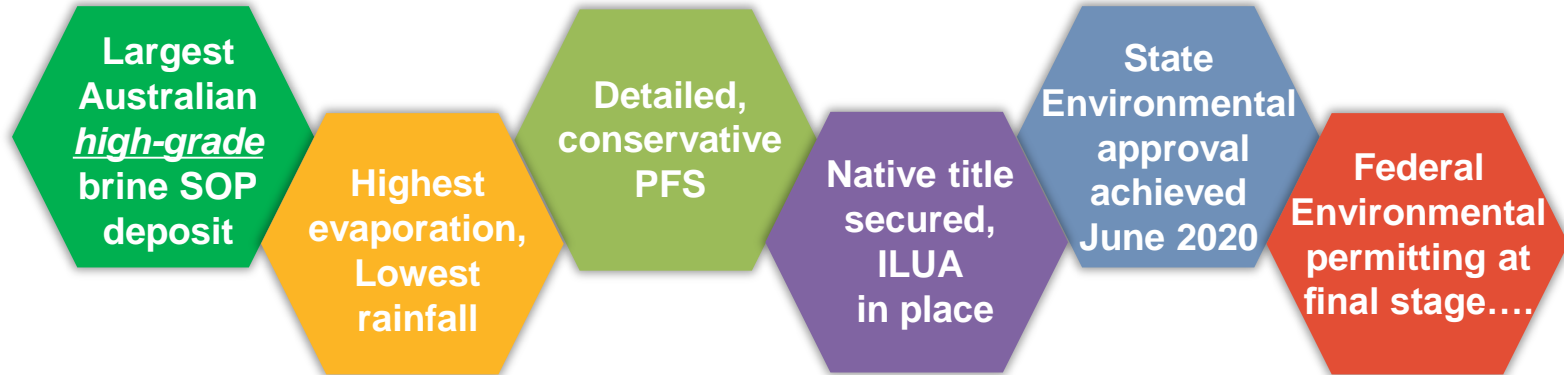 Largest
Australian
high-grade
brine SOP
deposit
Highest
evaporation,
Lowest
rainfall
Detailed,
conservative
PFS
Native title
secured,
ILUA
in place
State
Environmental
approval
achieved
June 2020
Federal
Environmental
permitting at
final stage….